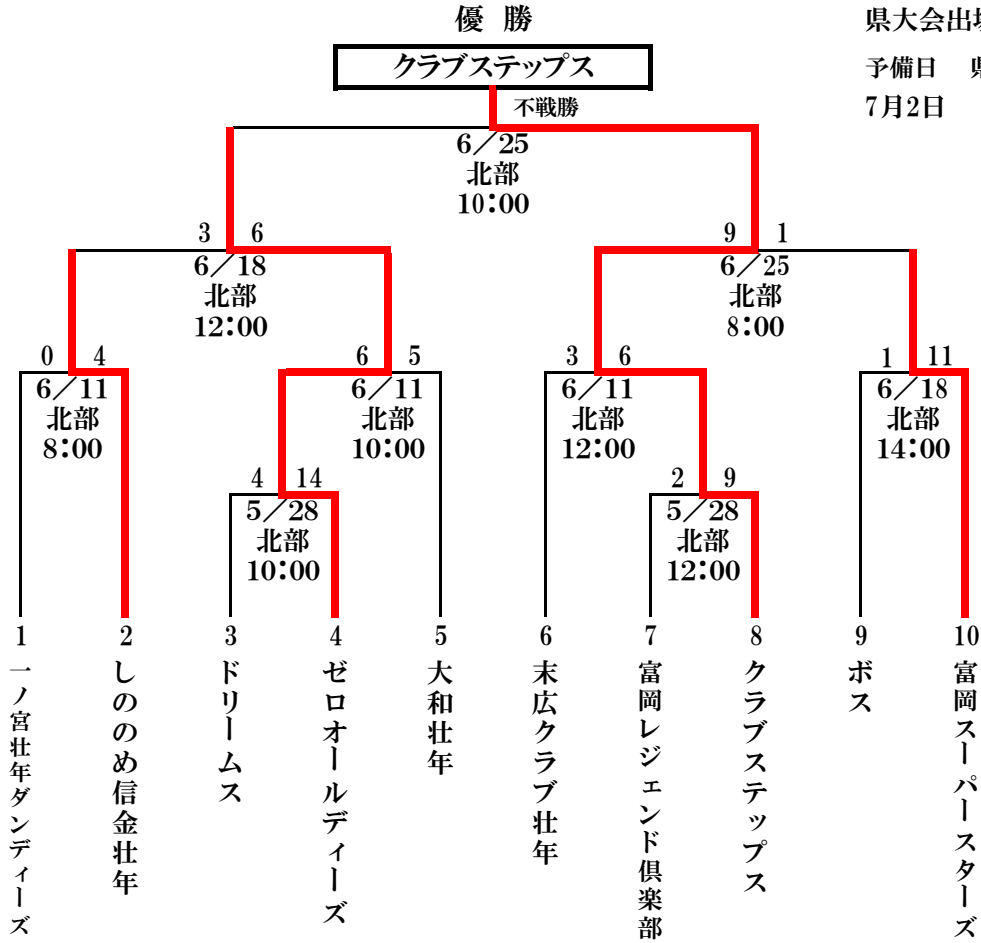 優 勝
クラブステップス
県大会出場
予備日 県
7月2日
不戦勝
6／25
北部
10：00
3 6
6／18
北部
12：00
9 1
6／25
北部
8：00
0 4
6／11
北部
8：00
6 5
6／11
北部
10：00
3 6
6／11
北部
12：00
1 11
6／18
北部
14：00
4 14
5／28
北部
10：00
2 9
5／28
北部
12：00
1
一ノ宮壮年ダンディーズ
2
しののめ信金壮年
3
ドリームス
4
ゼロオールディーズ
5
大和壮年
6
末広クラブ壮年
7
富岡レジェンド倶楽部
8
クラブステップス
9
ボス
10
富岡スーパースターズ